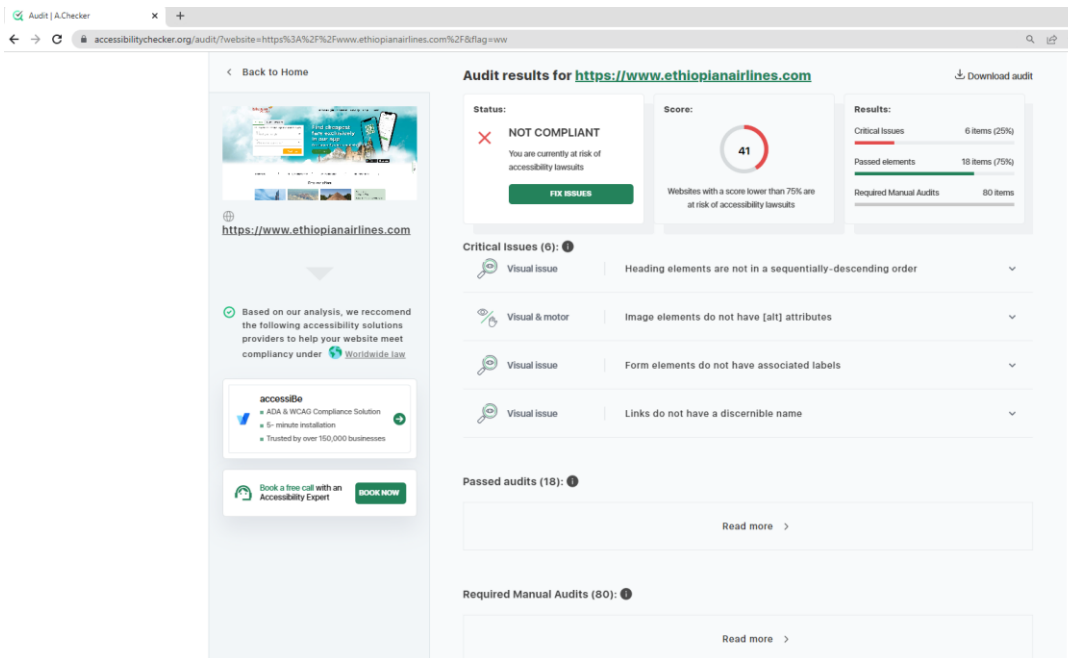 Audit | A.Checker
accessibilitychecker.org/audit/?website=https%3A%2F%2Fwww.ethiopianairlines.com%2F&flag=ww
Back to Home
https://www.ethiopianairlines.com
Based on our analysis, we reccomend
the following accessibility solutions
providers to help your website meet
compliancy under Worldwide law
accessiBe
ADA & WCAG Compliance Solution
5- minute installation
Trusted by over 150,000 businesses
Book a free call with an
Accessibility Expert
BOOK NOW
Audit results for https://www.ethiopianairlines.com
Download audit
Status:
NOT COMPLIANT
You are currently at risk of
accessibility lawsuits
FIX ISSUES
Score:
41
Websites with a score lower than 75% are
at risk of accessibility lawsuits
Results:
Critical Issues 6 items (25%)
Passed elements 18 items (75%)
Required Manual Audits 80 items
Critical Issues (6):
Visual issue Heading elements are not in a sequentially-descending order
Visual & motor Image elements do not have [alt] attributes
Visual issue Form elements do not have associated labels
Visual issue Links do not have a discernible name
Passed audits (18):
Read more
Required Manual Audits (80):
Read more